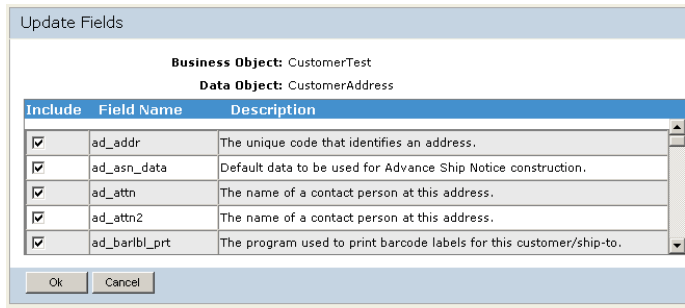 Update Fields
Business Object: CustomerTest
Data Object: CustomerAddress
Include Field Name Description
ad_addr The unique code that identifies an address.
ad_asn_data Default data to be used for Advance Ship Notice construction.
ad_attn The name of a contact person at this address.
ad_attn2 The name of a contact person at this address.
ad_barlbl_prt The program used to print barcode labels for this customer/ship-to.
Ok Cancel